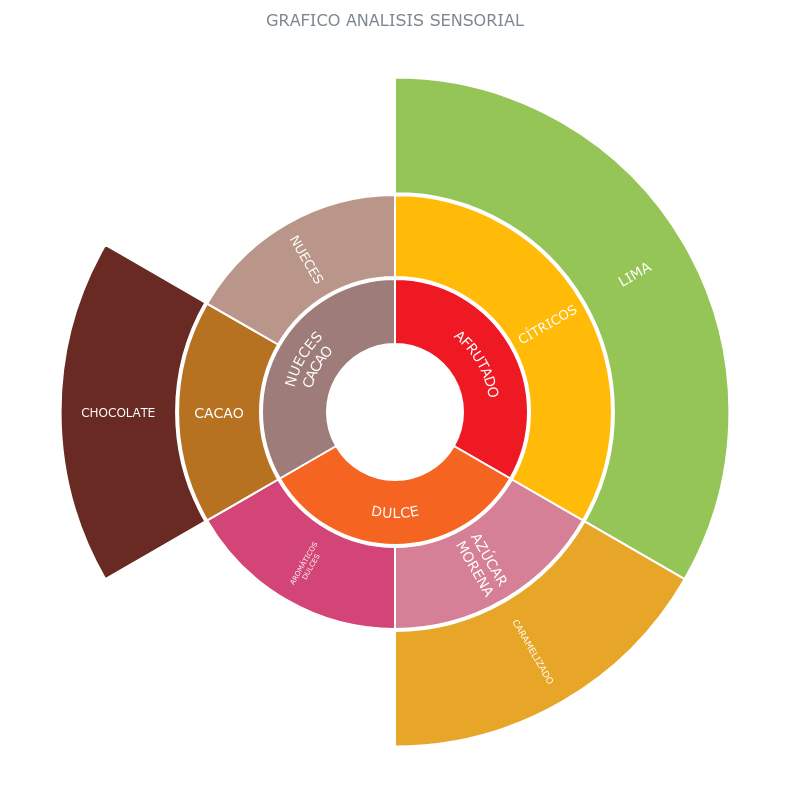 GRAFICO ANALISIS SENSORIAL
LIMA
CÍTRICOS
AFRUTADO
NUECES
NUECES
CACAO
CHOCOLATE
CACAO
DULCE
AZÚCAR
MORENA
AROMÁTICOS
DULCES
CARAMELIZADO